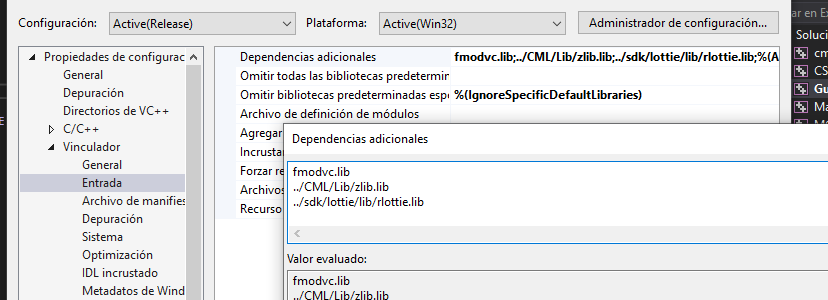 Configuración: Active(Release) Plataforma: Active(Win32) Administrador de configuración...
ar en E
Soluci
Propiedades de configurac
General
Depuración
Directorios de VC++
C/C++
Vinculador
General
Entrada
Archivo de manifies
Depuración
Sistema
Optimización
IDL incrustado
Metadatos de Wind
Dependencias adicionales fmodvc.lib;../CML/Lib/zlib.lib;../sdk/lottie/lib/rlottie.lib;%(A
Omitir todas las bibliotecas predetermin
Omitir bibliotecas predeterminadas espe %(IgnoreSpecificDefaultLibraries)
Archivo de definición de módulos
Agregar
Incrusta
Forzar re
Archivos
Recurso
Dependencias adicionales
fmodvc.lib
../CML/Lib/zlib.lib
../sdk/lottie/lib/rlottie.lib
Valor evaluado:
fmodvc.lib
../CML/Lib/zlib.lib
cm
CS
Gu
Ma